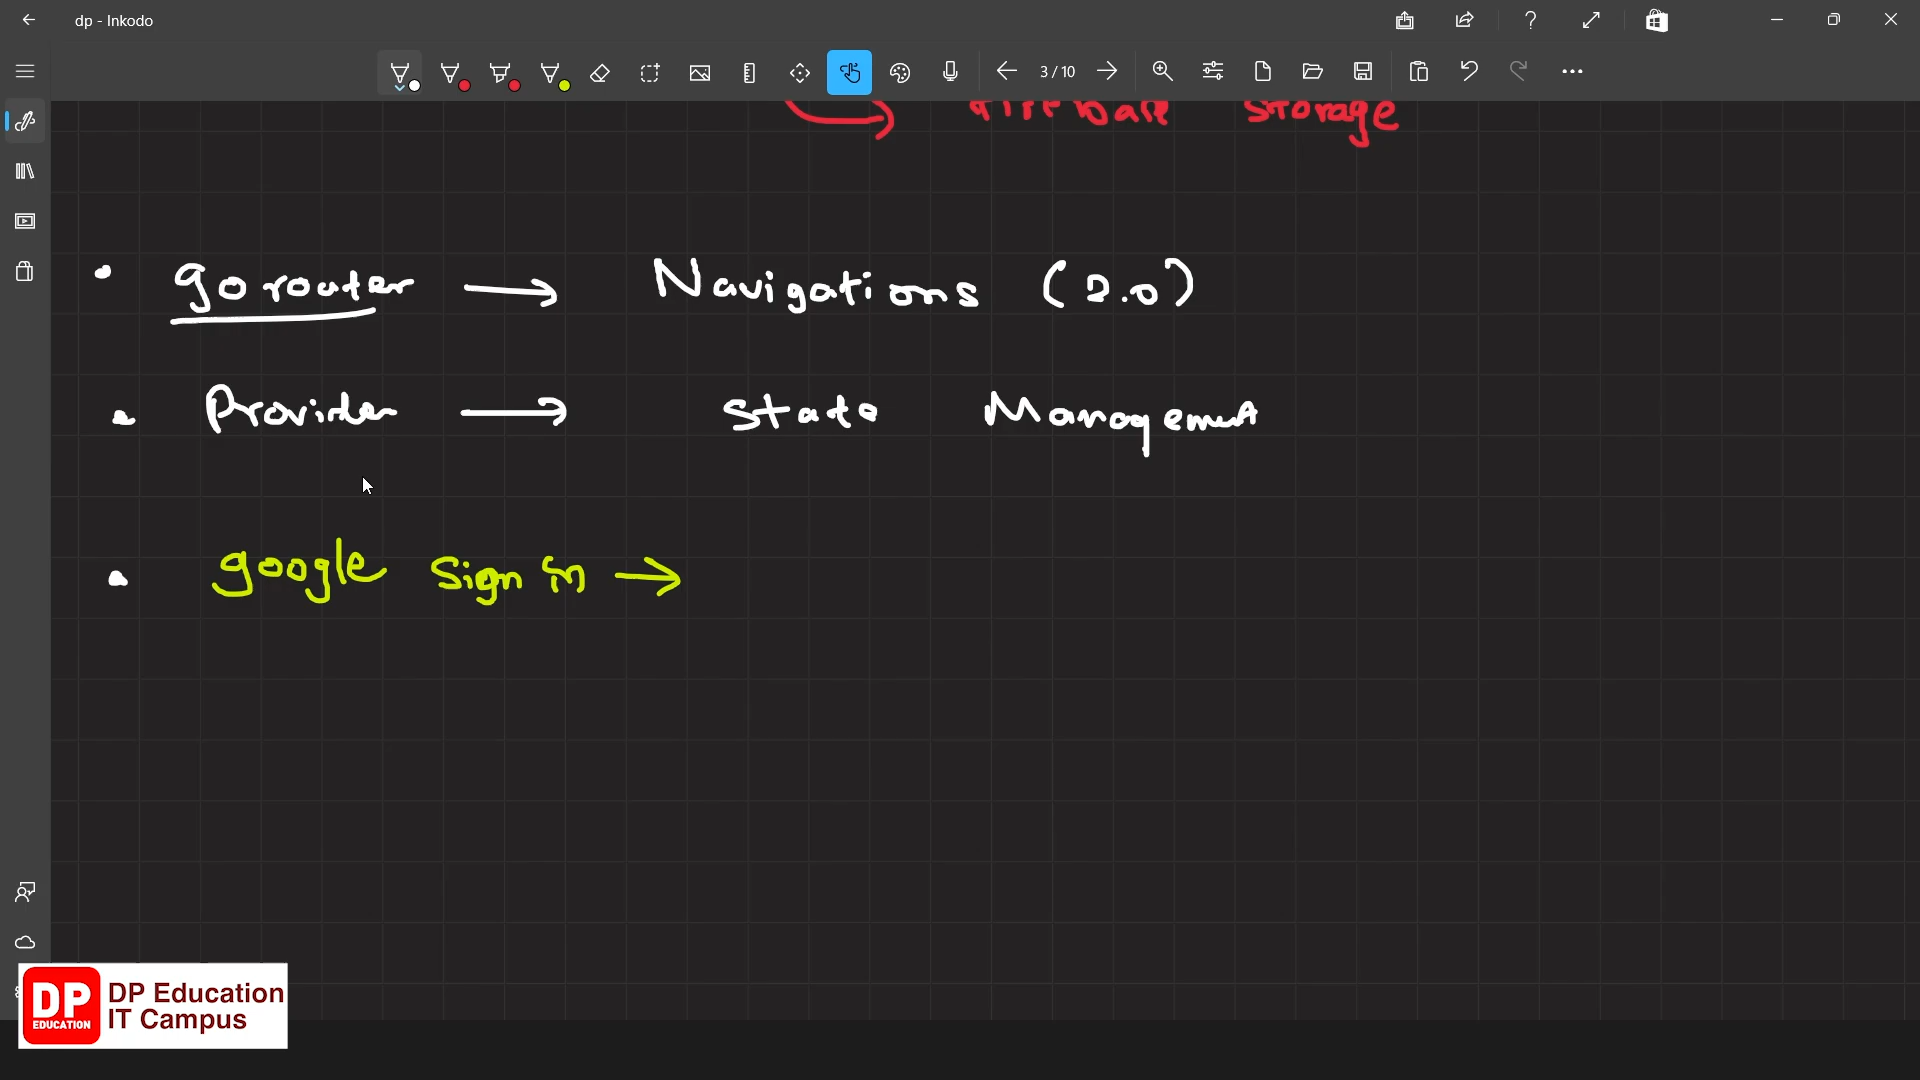 dp - Inkodo
3 / 10
storage
go router → Navigations (2.0)
Provider → State Management
google Sign in →
DP EDUCATION
DP Education
IT Campus